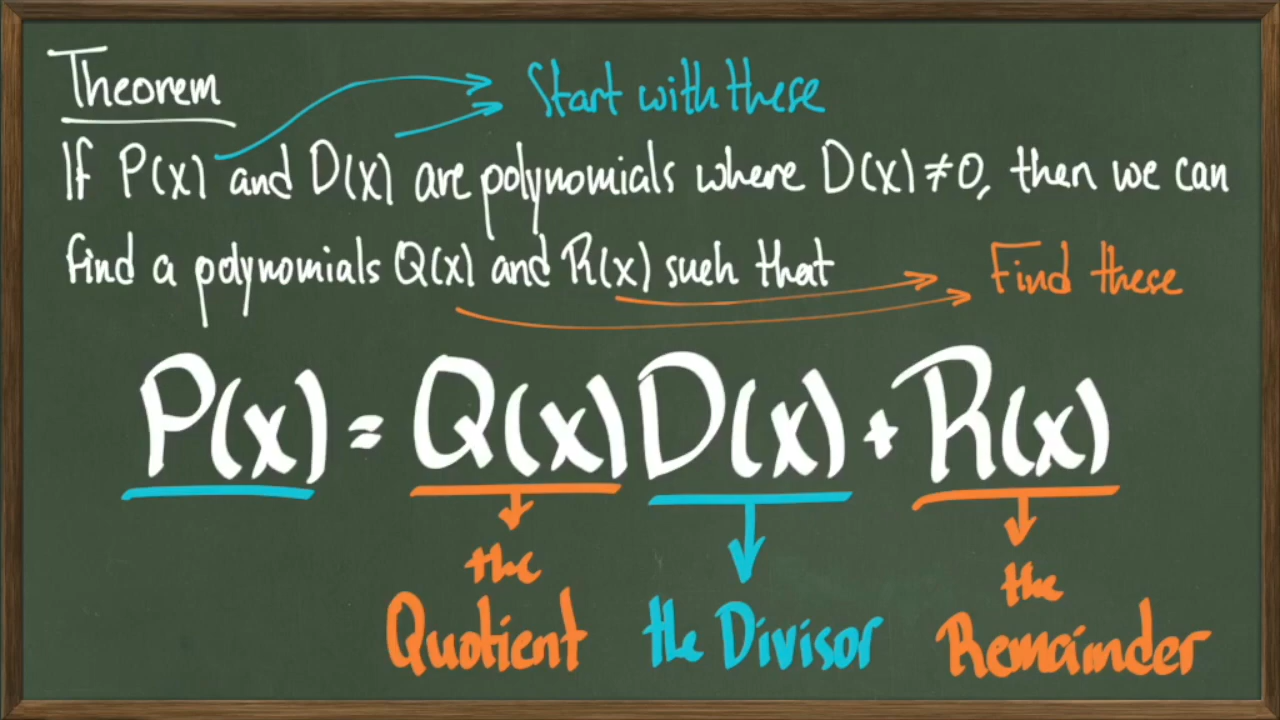 Theorem
Start with these
If P(x) and D(x) are polynomials where D(x) ≠ 0, then we can
find a polynomials Q(x) and R(x) such that
Find these
P(x) = Q(x) D(x) + R(x)
the Quotient
the Divisor
the Remainder